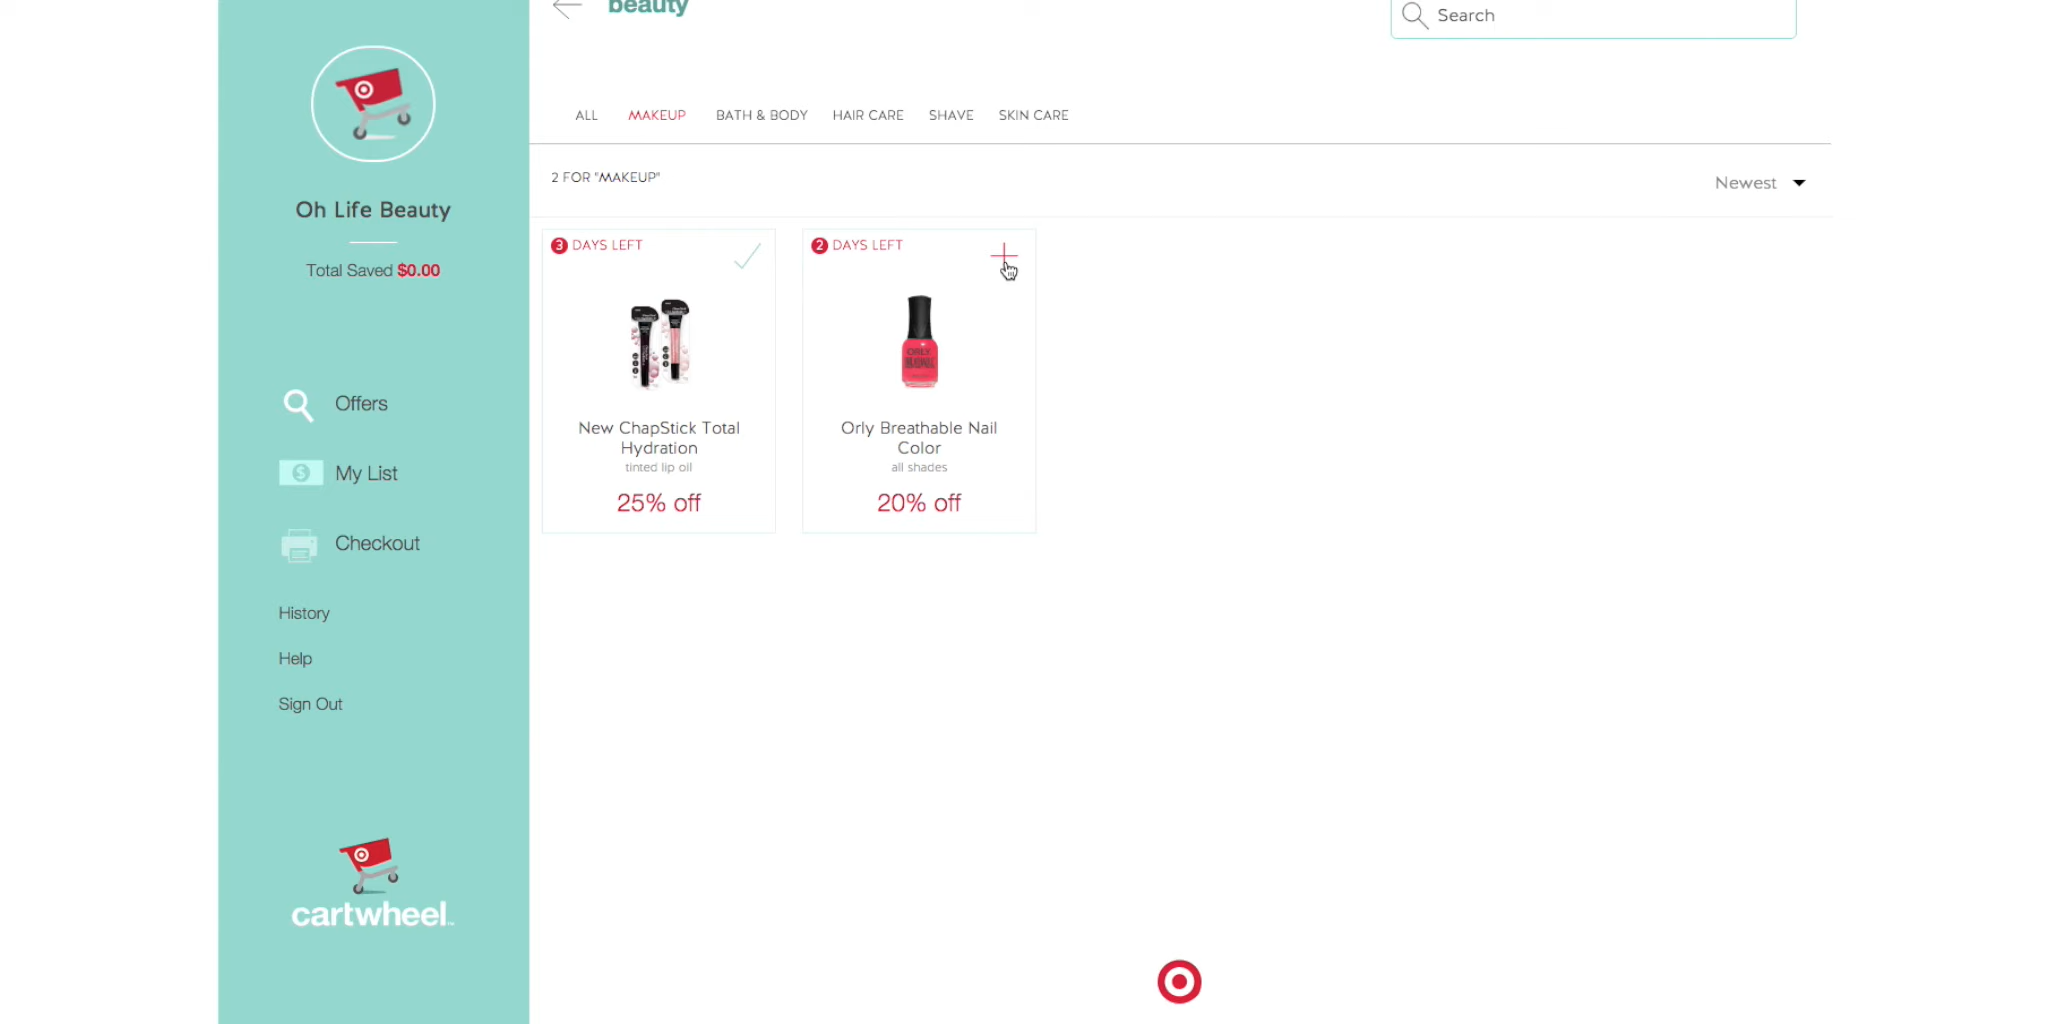 beauty
Search
ALL MAKEUP BATH & BODY HAIR CARE SHAVE SKIN CARE
2 FOR "MAKEUP"
Newest
Oh Life Beauty
Total Saved $0.00
Offers
My List
Checkout
History
Help
Sign Out
cartwheel
3 DAYS LEFT
New ChapStick Total
Hydration
tinted lip oil
25% off
2 DAYS LEFT
ORLY
Orly Breathable Nail
Color
all shades
20% off